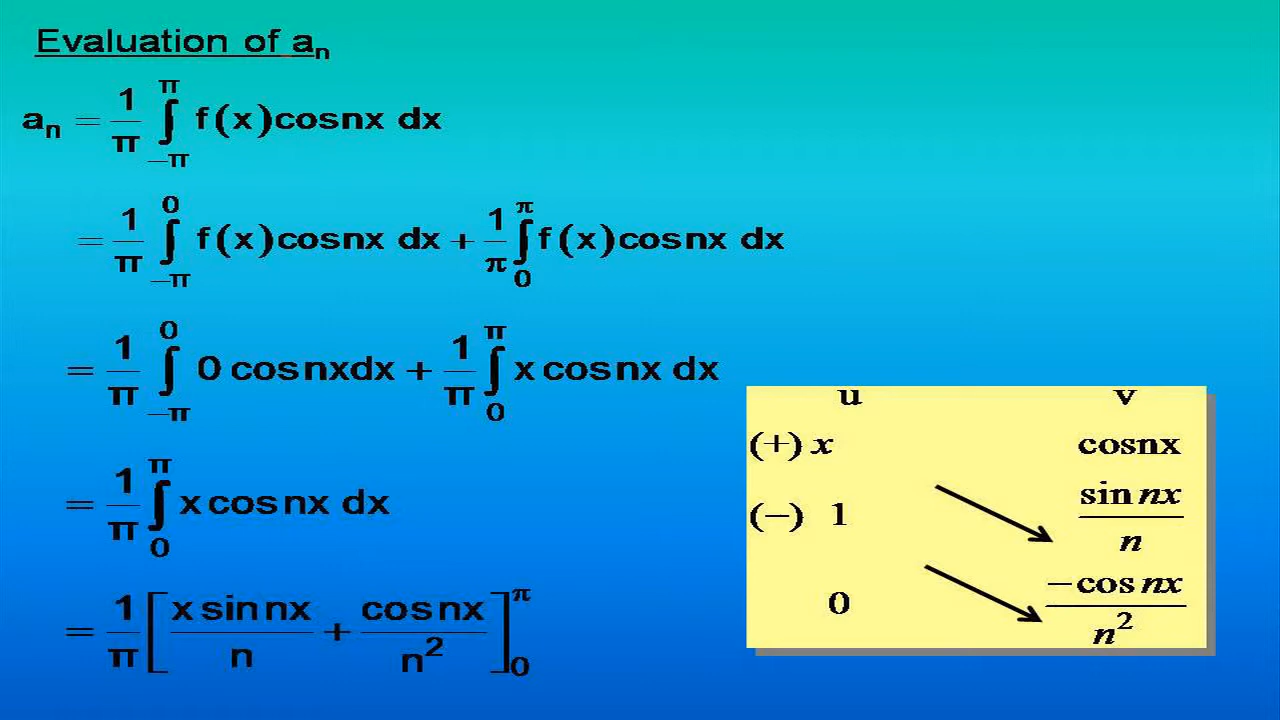 Evaluation of aₙ
aₙ = 1/π ∫_{−π}^{π} f(x)cosnx dx
= 1/π ∫_{−π}^{0} f(x)cosnx dx + 1/π ∫_{0}^{π} f(x)cosnx dx
= 1/π ∫_{−π}^{0} 0 cosnxdx + 1/π ∫_{0}^{π} x cosnx dx
= 1/π ∫_{0}^{π} x cosnx dx
= 1/π [ x sin nx / n + cosnx / n² ]_{0}^{π}
u v
(+) x cosnx
(−) 1 sin nx / n
0 −cos nx / n²